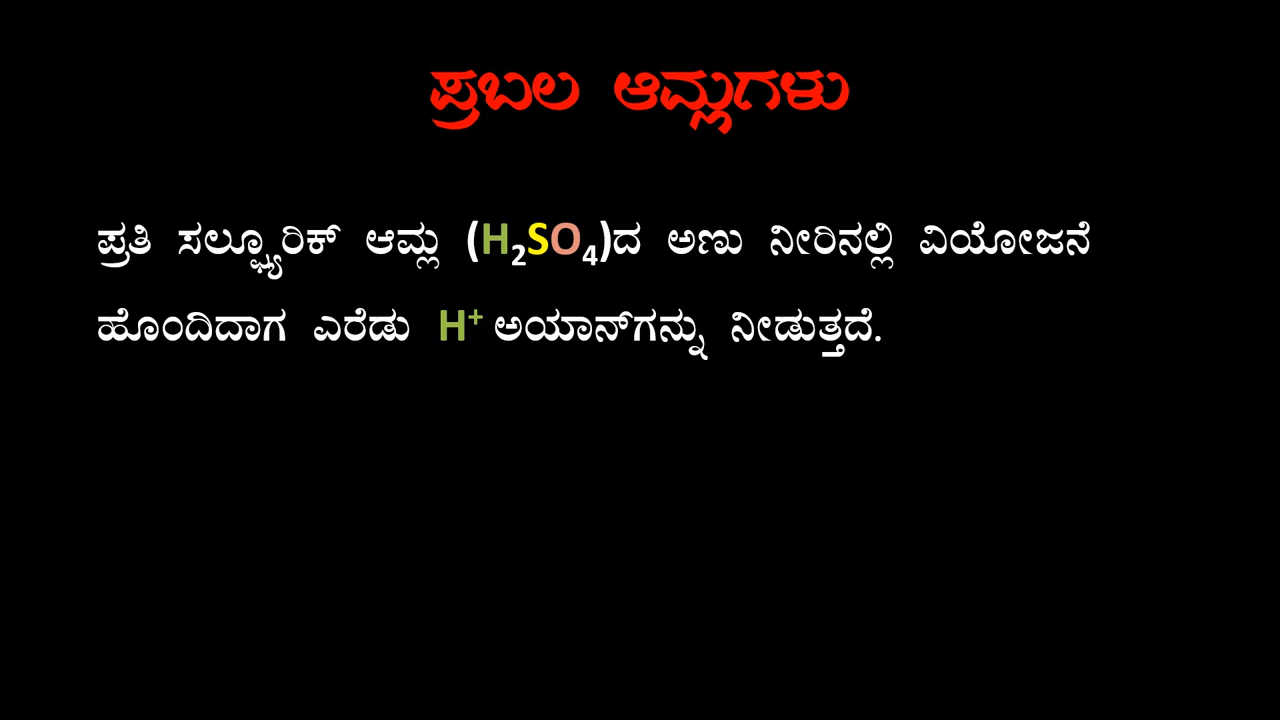 ಪ್ರಬಲ ಆಮ್ಲಗಳು
ಪ್ರತಿ ಸಲ್ಫ್ಯೂರಿಕ್ ಆಮ್ಲ (H₂SO₄)ದ ಅಣು ನೀರಿನಲ್ಲಿ ವಿಯೋಜನೆ
ಹೊಂದಿದಾಗ ಎರೆಡು H⁺ ಅಯಾನ್‌ಗನ್ನು ನೀಡುತ್ತದೆ.